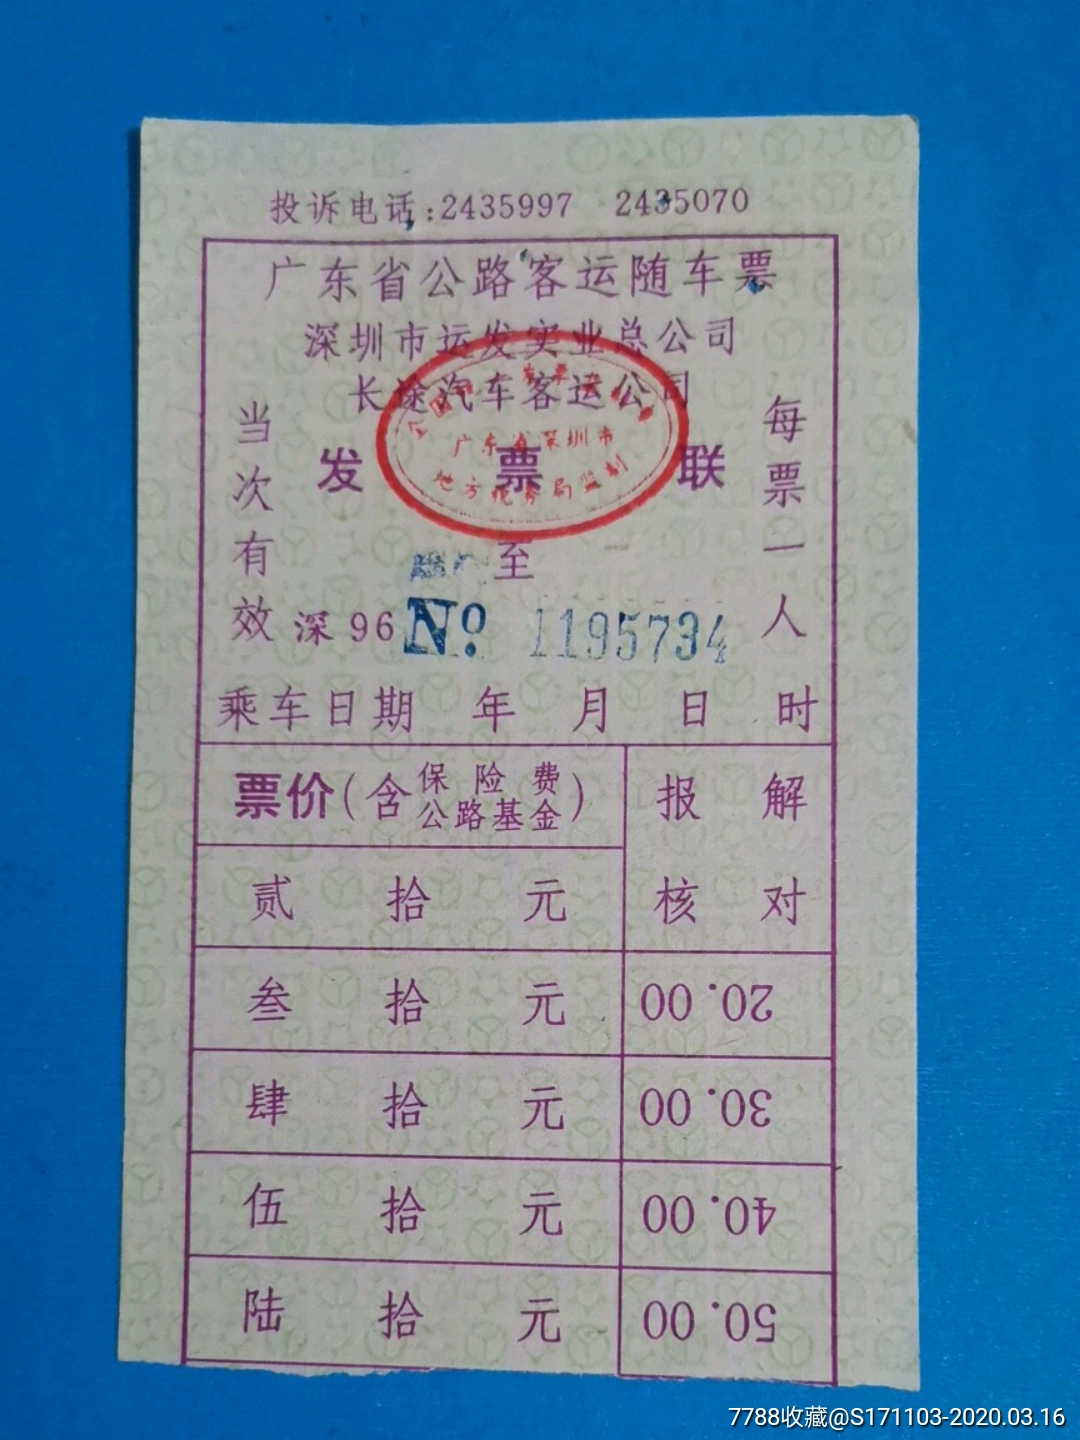 投诉电话:2435997 2435070
广东省公路客运随车票
深圳市运发实业总公司
长途汽车客运公司
当次有效
每票一人
发票联
广东省深圳市
地方税务局监制
至
深96 № 1195734
乘车日期 年 月 日 时
票价(含保险费公路基金)
报解
核对
贰拾元
叁拾元 20.00
肆拾元 30.00
伍拾元 40.00
陆拾元 50.00
7788收藏@S171103-2020.03.16